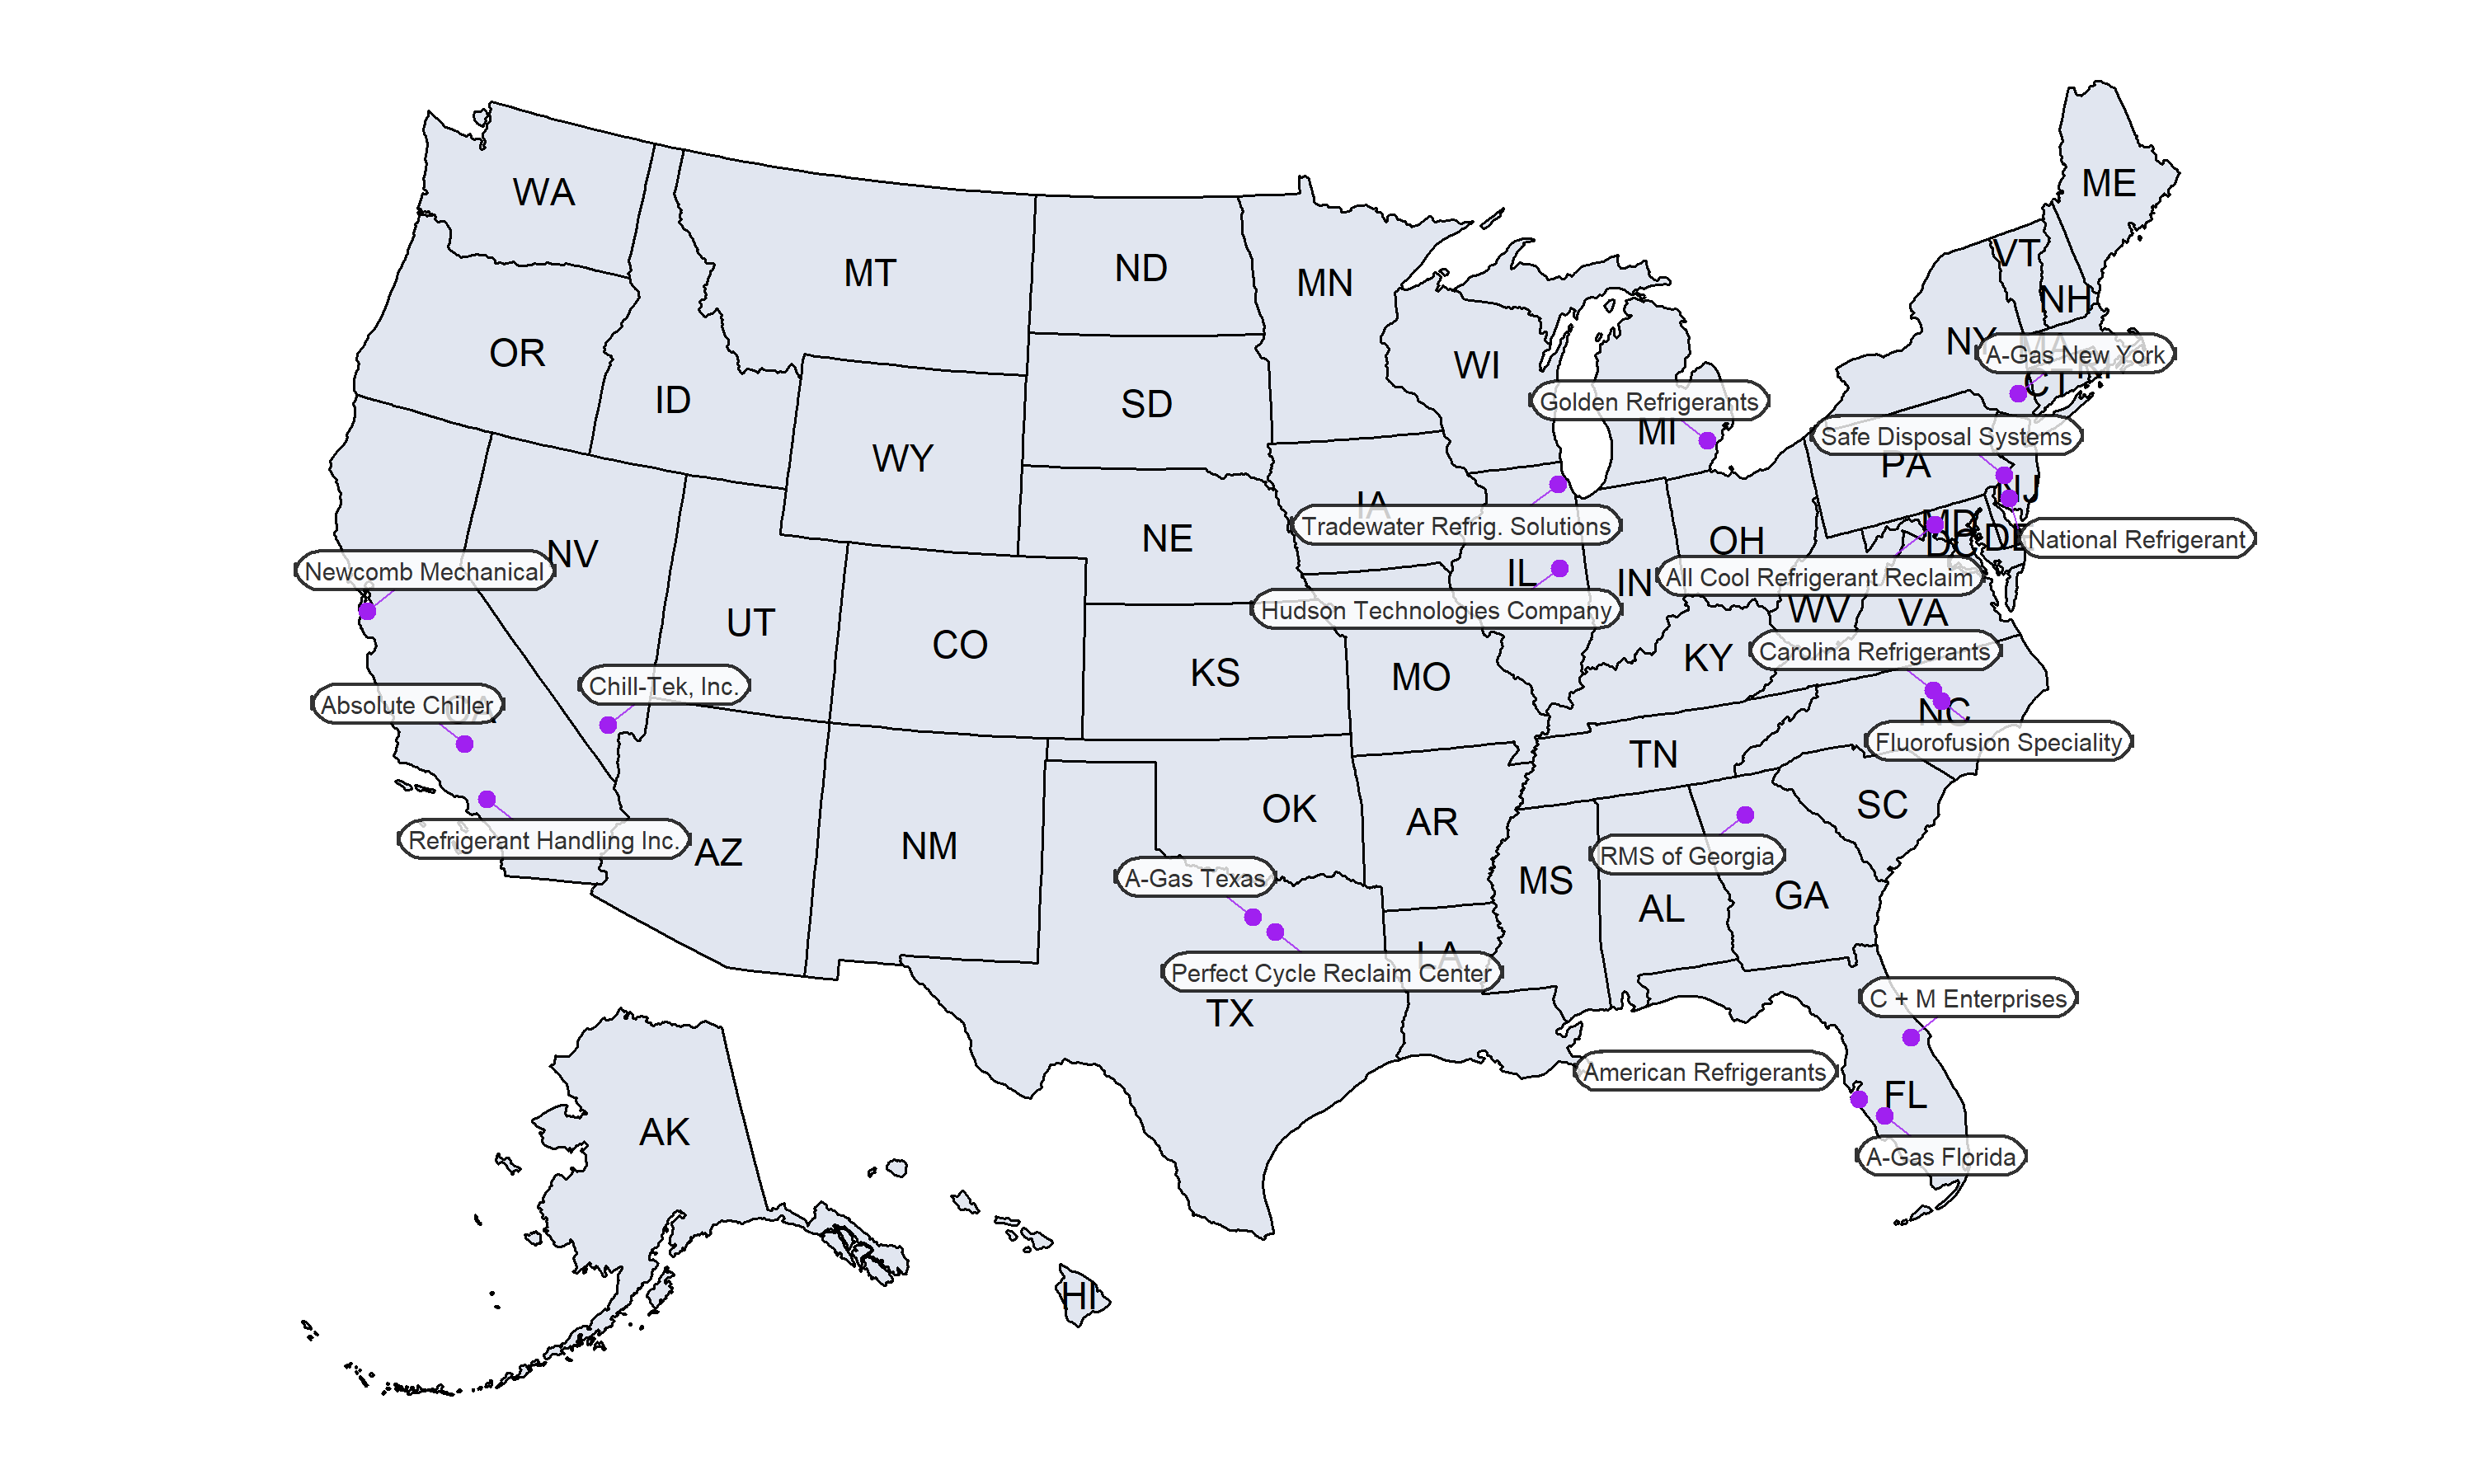 ME
WA
VT
MT
ND
MN
NH
NY
A-Gas New York
OR
WI
CT
ID
SD
Golden Refrigerants
MI
Safe Disposal Systems
WY
PA
NJ
IA
Tradewater Refrig. Solutions
MD
NE
OH
DC
DE
National Refrigerant
NV
Newcomb Mechanical
IL
IN
All Cool Refrigerant Reclaim
Hudson Technologies Company
WV
VA
UT
CO
KY
Carolina Refrigerants
KS
MO
Chill-Tek, Inc.
Absolute Chiller
CA
NC
Fluorofusion Speciality
TN
OK
SC
AR
Refrigerant Handling Inc.
AZ
NM
RMS of Georgia
A-Gas Texas
MS
GA
AL
LA
Perfect Cycle Reclaim Center
C + M Enterprises
TX
American Refrigerants
FL
AK
A-Gas Florida
HI